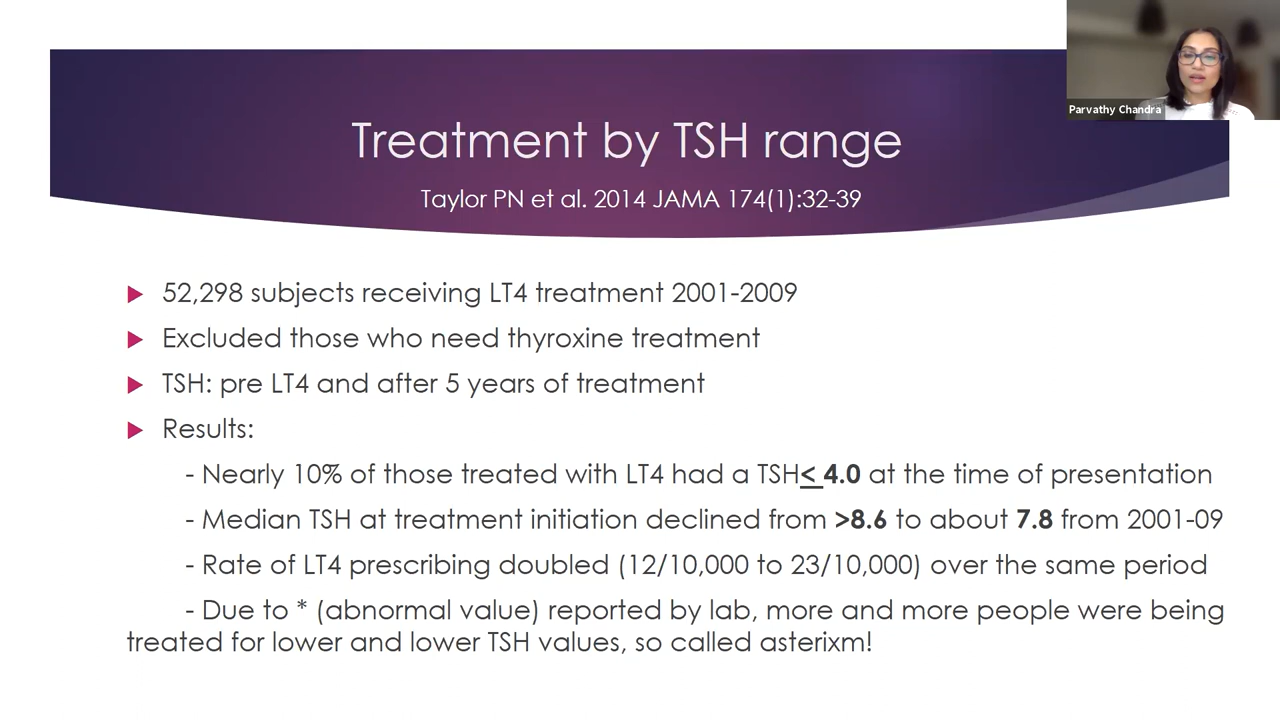 Parvathy Chandra
Treatment by TSH range
Taylor PN et al. 2014 JAMA 174(1):32-39
52,298 subjects receiving LT4 treatment 2001-2009
Excluded those who need thyroxine treatment
TSH: pre LT4 and after 5 years of treatment
Results:
- Nearly 10% of those treated with LT4 had a TSH< 4.0 at the time of presentation
- Median TSH at treatment initiation declined from >8.6 to about 7.8 from 2001-09
- Rate of LT4 prescribing doubled (12/10,000 to 23/10,000) over the same period
- Due to * (abnormal value) reported by lab, more and more people were being
treated for lower and lower TSH values, so called asterixm!